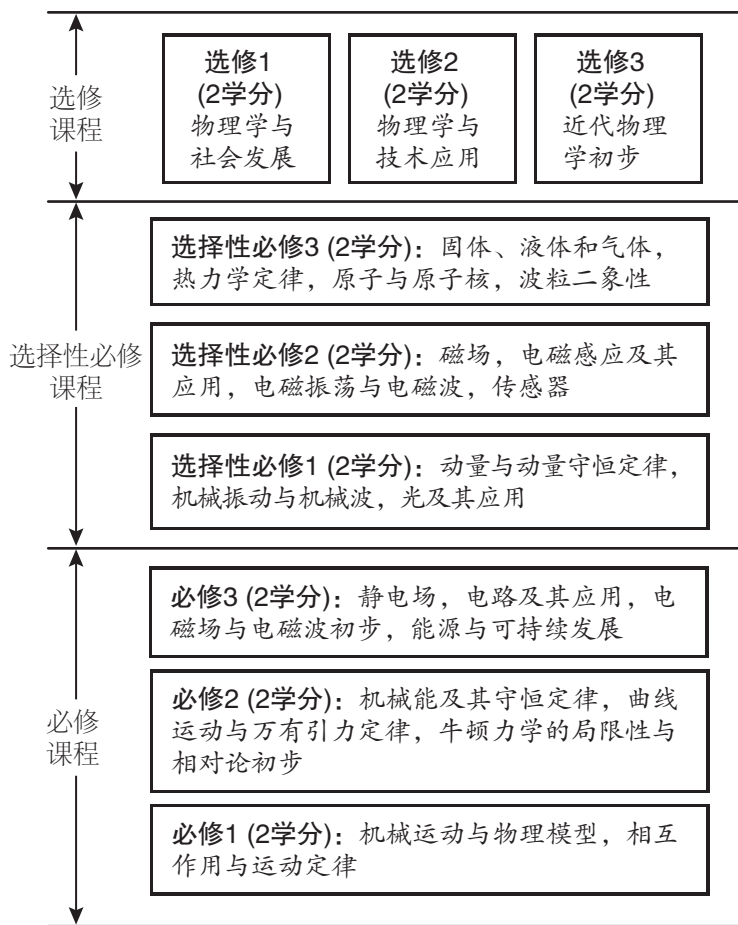 选修
课程
选修1
(2学分)
物理学与
社会发展
选修2
(2学分)
物理学与
技术应用
选修3
(2学分)
近代物理
学初步
选择性必修
课程
选择性必修3 (2学分)：固体、液体和气体，
热力学定律，原子与原子核，波粒二象性
选择性必修2 (2学分)：磁场，电磁感应及其
应用，电磁振荡与电磁波，传感器
选择性必修1 (2学分)：动量与动量守恒定律，
机械振动与机械波，光及其应用
必修
课程
必修3 (2学分)：静电场，电路及其应用，电
磁场与电磁波初步，能源与可持续发展
必修2 (2学分)：机械能及其守恒定律，曲线
运动与万有引力定律，牛顿力学的局限性与
相对论初步
必修1 (2学分)：机械运动与物理模型，相互
作用与运动定律